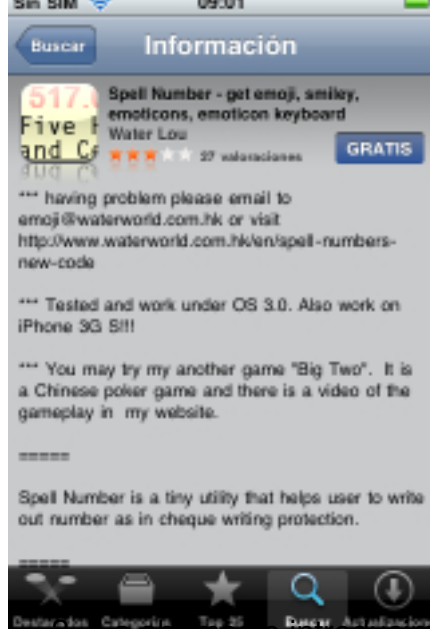 Sin SIM 09:01
Buscar Información
517.
Five
and
Spell Number - get emoji, smiley,
emoticons, emoticon keyboard
Water Lou
27 valoraciones
GRATIS
*** having problem please email to
emoji@waterworld.com.hk or visit
http://www.waterworld.com.hk/en/spell-numbers-
new-code
*** Tested and work under OS 3.0. Also work on
iPhone 3G S!!!
*** You may try my another game "Big Two". It is
a Chinese poker game and there is a video of the
gameplay in my website.
=====
Spell Number is a tiny utility that helps user to write
out number as in cheque writing protection.
=====
Destacados Categorías Top 25 Buscar Actualizacione